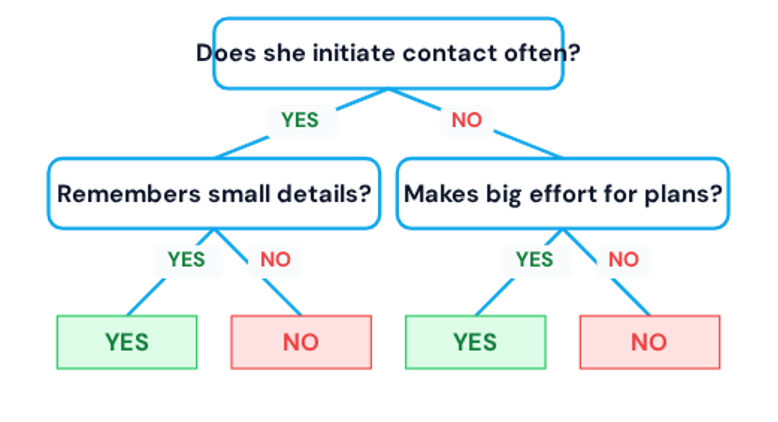 Does she initiate contact often?
YES
NO
Remembers small details?
Makes big effort for plans?
YES
NO
YES
NO
YES
NO
YES
NO